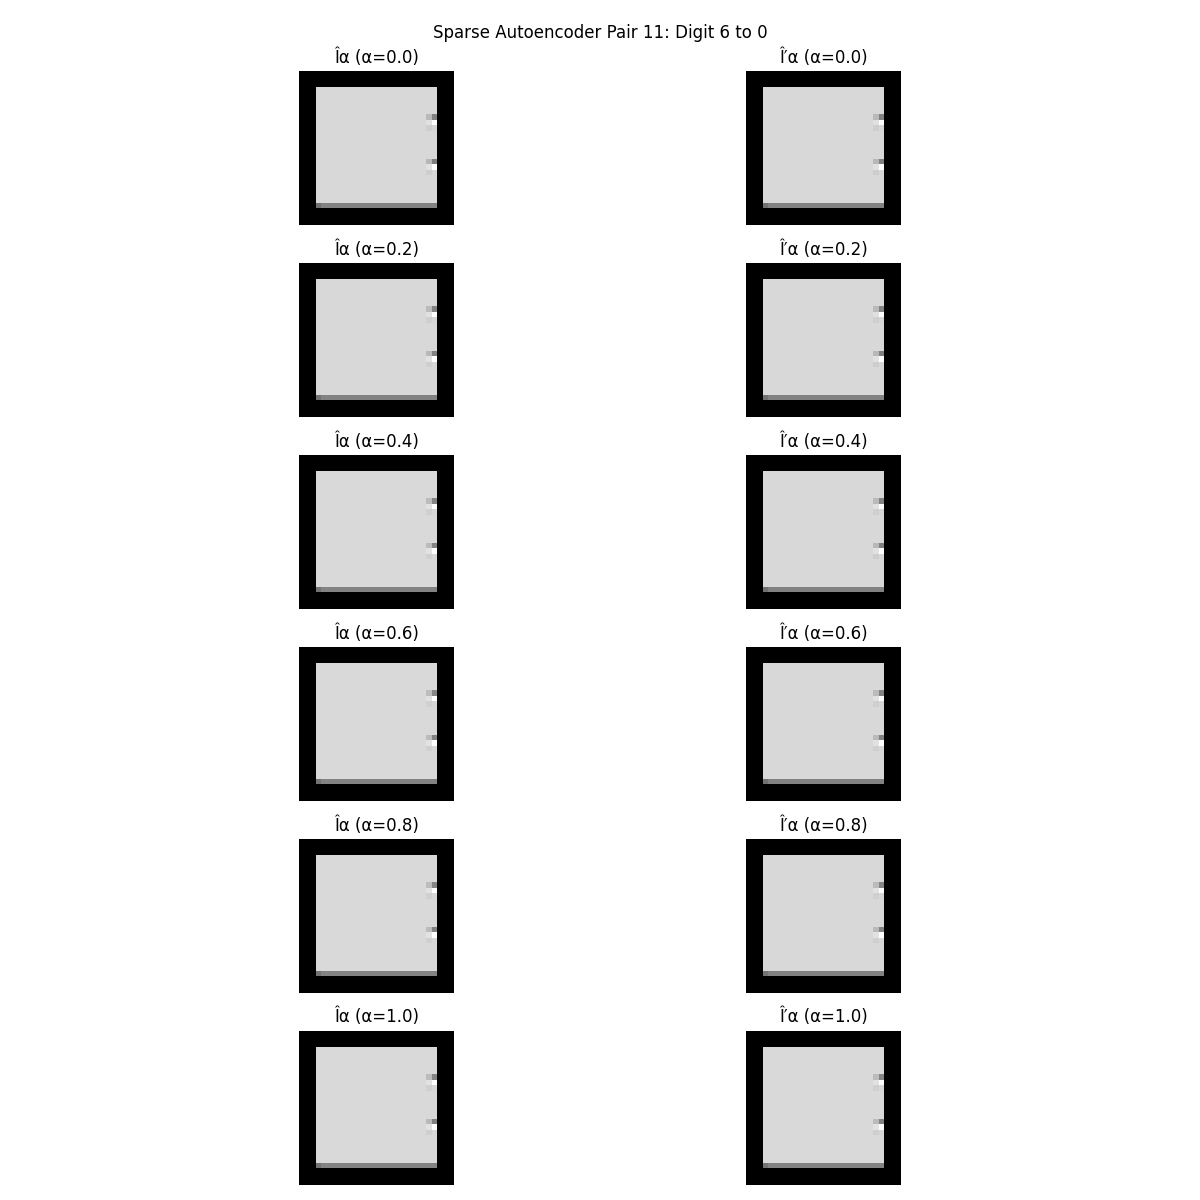 Sparse Autoencoder Pair 11: Digit 6 to 0
Îα (α=0.0) Î′α (α=0.0)
Îα (α=0.2) Î′α (α=0.2)
Îα (α=0.4) Î′α (α=0.4)
Îα (α=0.6) Î′α (α=0.6)
Îα (α=0.8) Î′α (α=0.8)
Îα (α=1.0) Î′α (α=1.0)